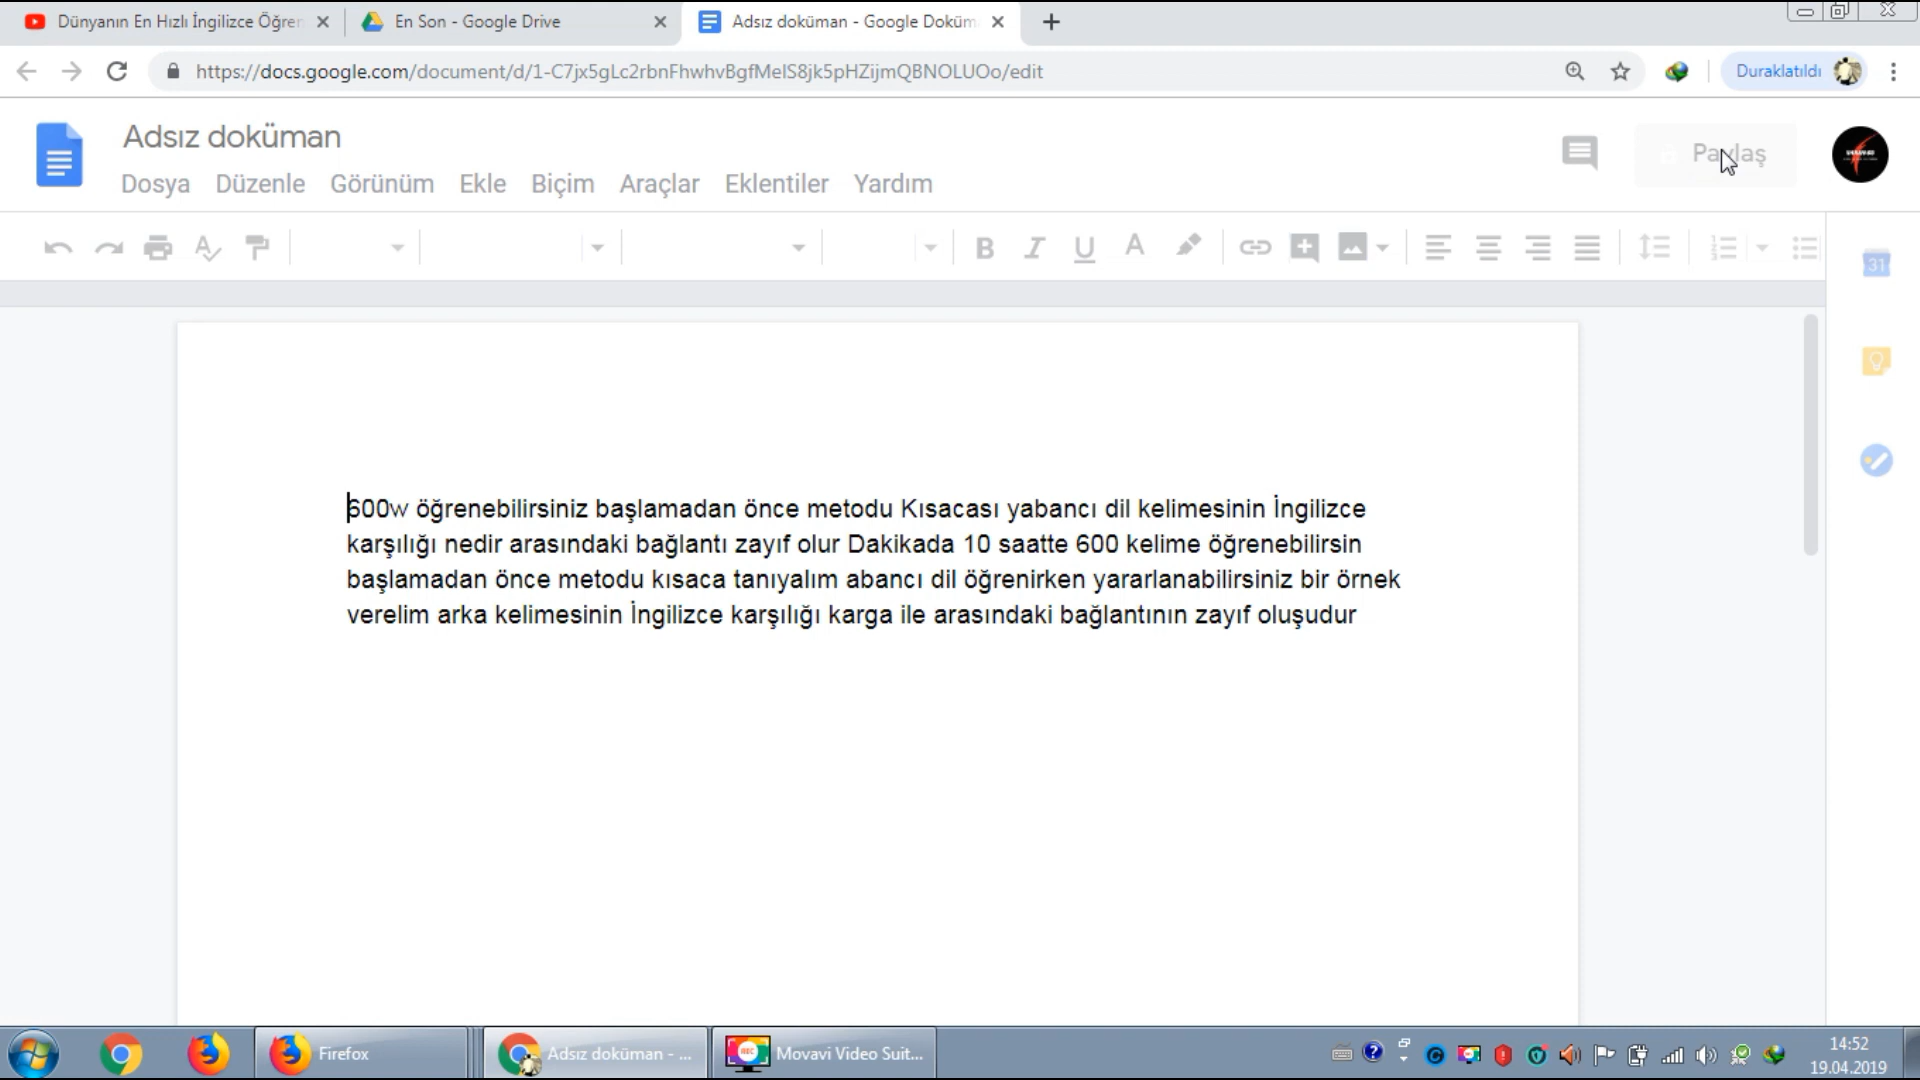 Dünyanın En Hızlı İngilizce Öğren
En Son - Google Drive
Adsız doküman - Google Doküm
https://docs.google.com/document/d/1-C7jx5gLc2rbnFhwhvBgfMelS8jk5pHZijmQBNOLUOo/edit
Duraklatıldı
Adsız doküman
Paylaş
Dosya Düzenle Görünüm Ekle Biçim Araçlar Eklentiler Yardım
31
600w öğrenebilirsiniz başlamadan önce metodu Kısacası yabancı dil kelimesinin İngilizce
karşılığı nedir arasındaki bağlantı zayıf olur Dakikada 10 saatte 600 kelime öğrenebilirsin
başlamadan önce metodu kısaca tanıyalım abancı dil öğrenirken yararlanabilirsiniz bir örnek
verelim arka kelimesinin İngilizce karşılığı karga ile arasındaki bağlantının zayıf oluşudur
Firefox
Adsız doküman - ...
REC
Movavi Video Suit...
14:52
19.04.2019